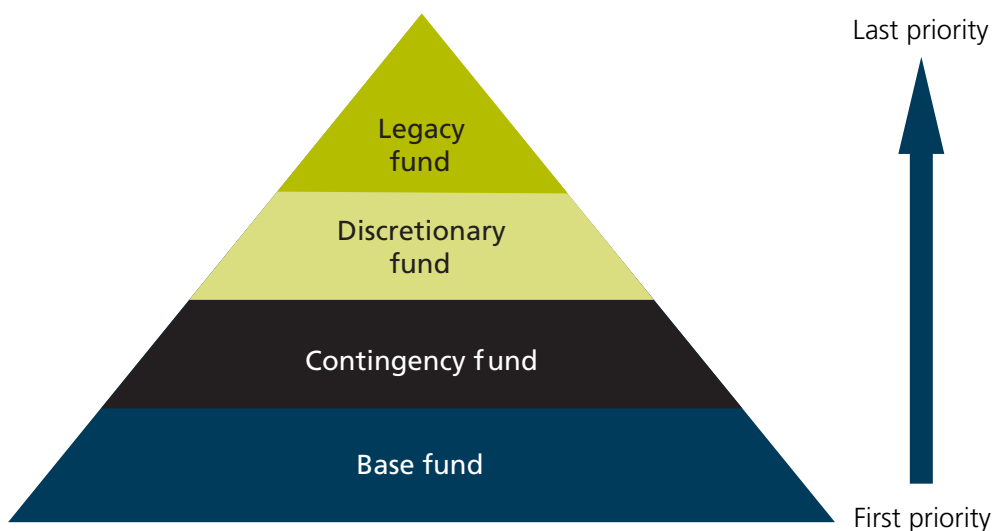 Last priority
Legacy
fund
Discretionary
fund
Contingency fund
Base fund
First priority